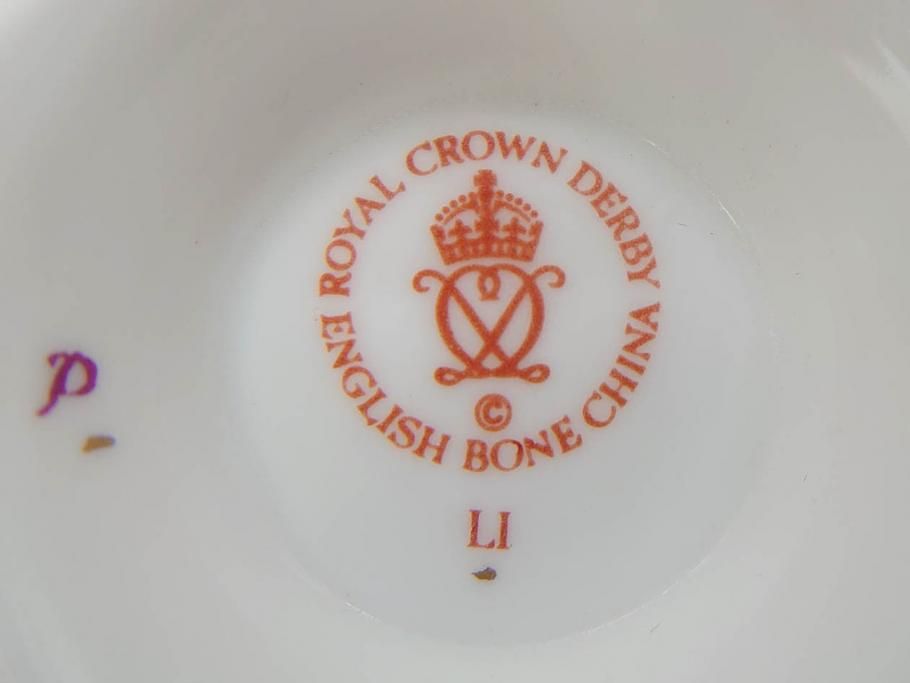 ROYAL CROWN DERBY
ENGLISH BONE CHINA
©
LI
P